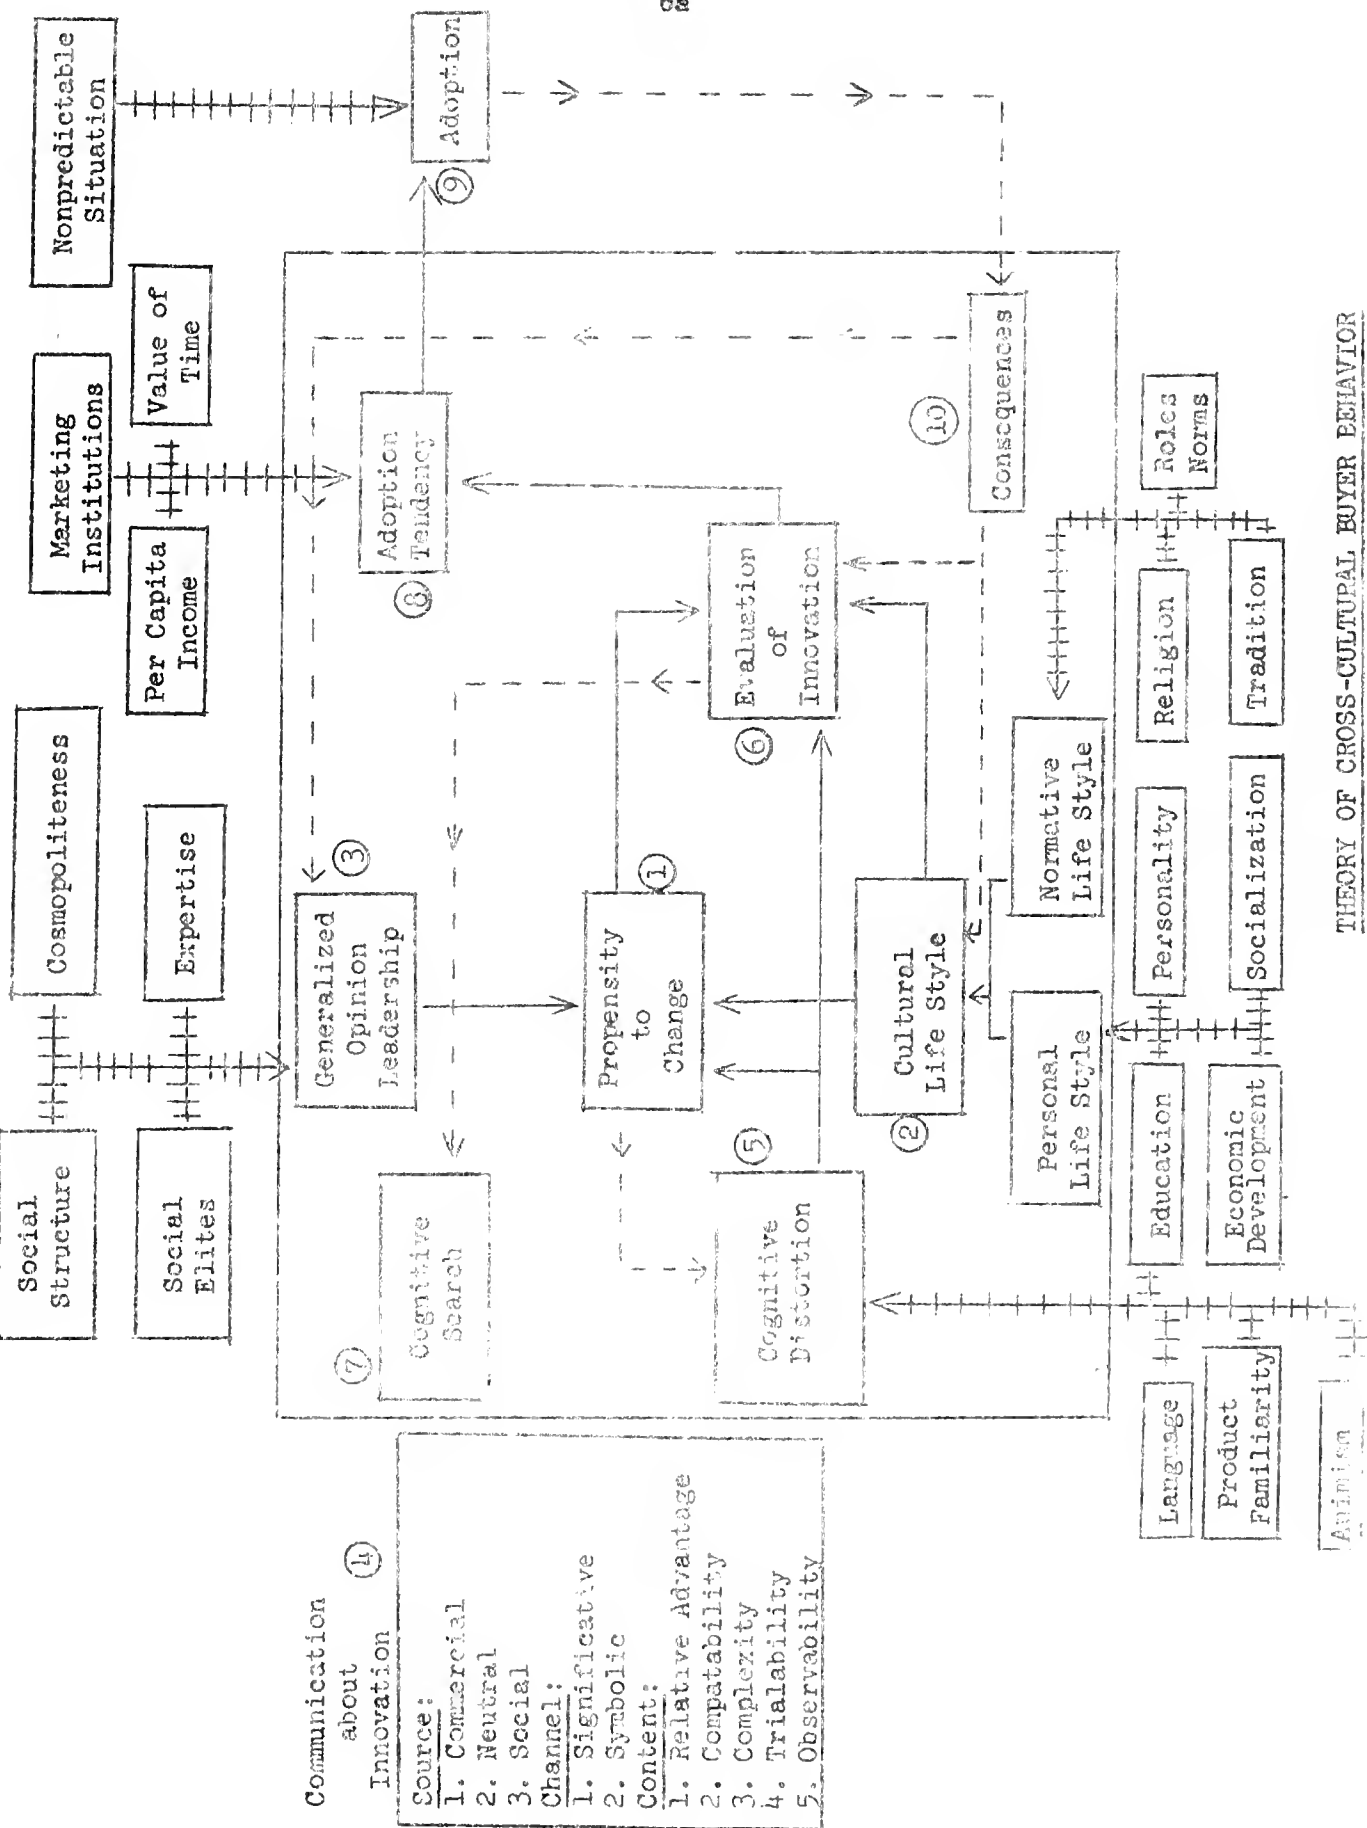 Social
Structure
Cosmopoliteness
Marketing
Institutions
Nonpredictable
Situation
Social
Elites
Expertise
Per Capita
Income
Value of
Time
Communication
about
Innovation
4
Source:
1. Commercial
2. Neutral
3. Social
Channel:
1. Significative
2. Symbolic
Content:
1. Relative Advantage
2. Compatability
3. Complexity
4. Trialability
5. Observability
7
Cognitive
Search
Generalized
Opinion
Leadership
3
8
Adoption
Tendency
9
Adoption
Propensity
to
Change
1
6
Evaluation
of
Innovation
10
Consequences
5
Cognitive
Distortion
2
Cultural
Life Style
Personal
Life Style
Normative
Life Style
Language
Education
Personality
Religion
Roles
Norms
Product
Familiarity
Economic
Development
Socialization
Tradition
Animism
THEORY OF CROSS-CULTURAL BUYER BEHAVIOR